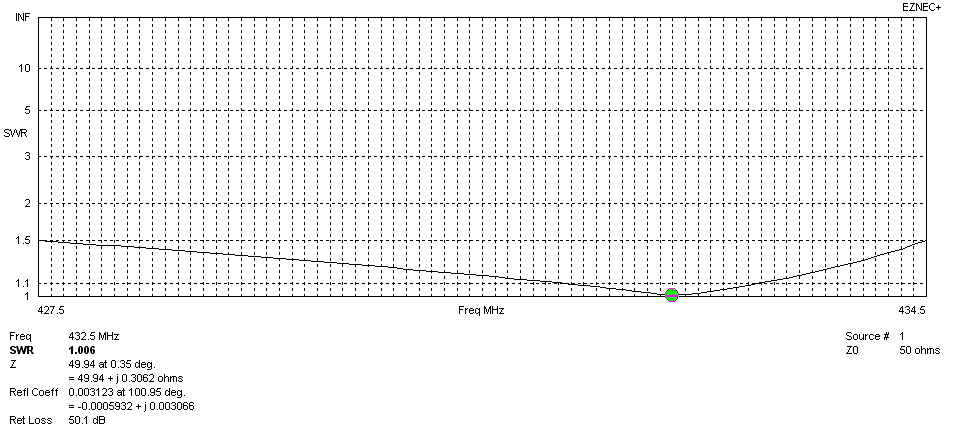 EZNEC+
INF
10
5
SWR
3
2
1.5
1.1
1
427.5 Freq MHz 434.5
Freq 432.5 MHz Source # 1
SWR 1.006 Z0 50 ohms
Z 49.94 at 0.35 deg.
= 49.94 + j 0.3062 ohms
Refl Coeff 0.003123 at 100.95 deg.
= -0.0005932 + j 0.003066
Ret Loss 50.1 dB